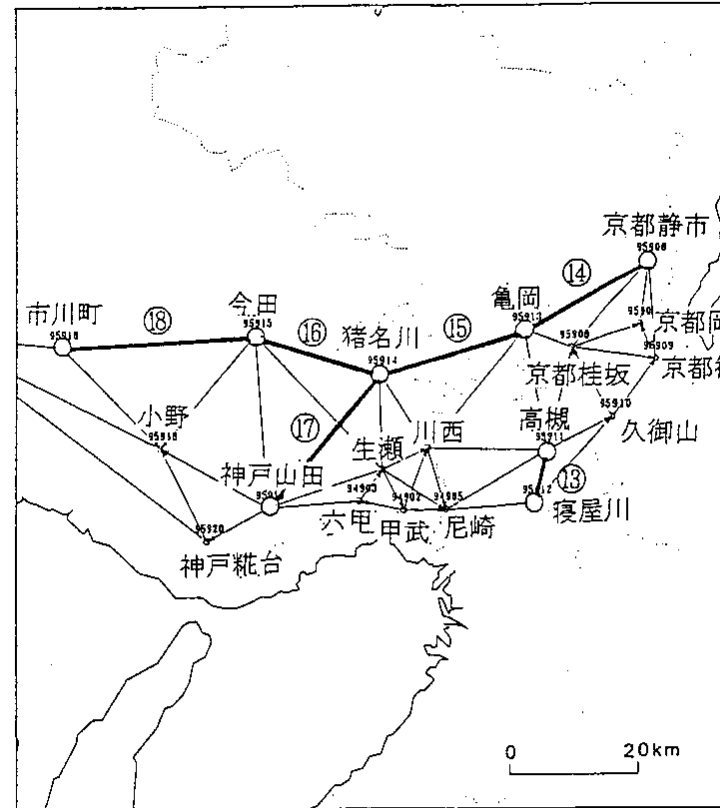 京都静市
95908
⑭
亀岡
95913
今田
95915
市川町
⑱
⑯
⑮
猪名川
95914
京都岡
95909
京都
京都桂坂
小野
⑰
高槻
95911
95910
久御山
生瀬
川西
神戸山田
94903
94902
94905
⑬
95912
寝屋川
六甲
甲武
尼崎
95920
神戸糀台
0 20km